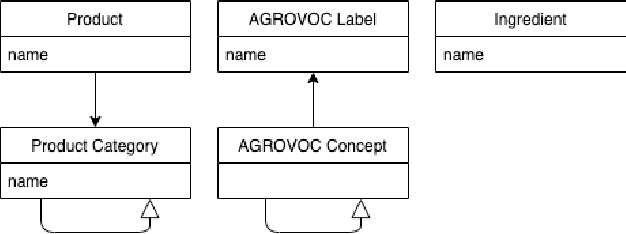 Product
name
AGROVOC Label
name
Ingredient
name
Product Category
name
AGROVOC Concept